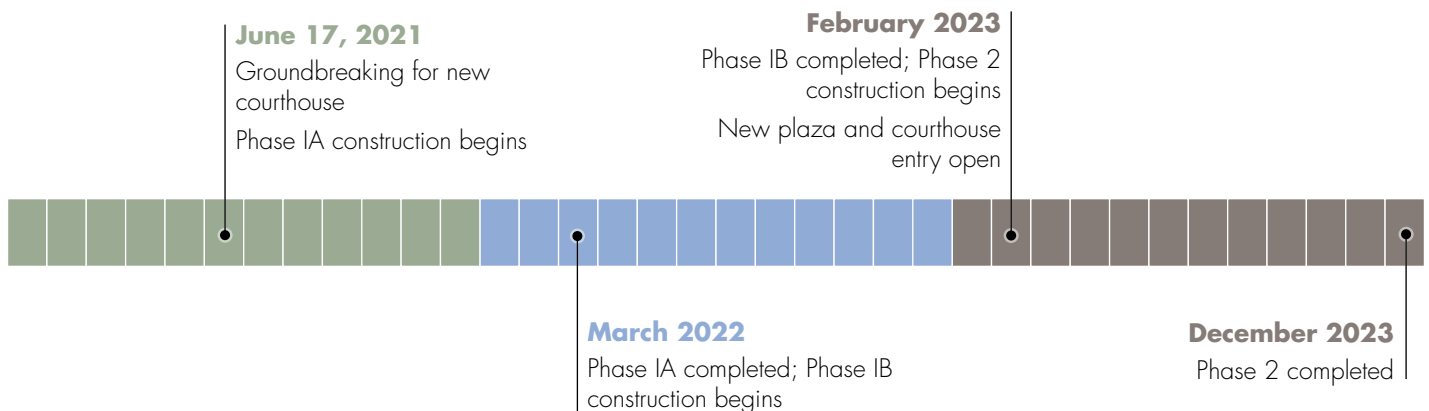 June 17, 2021
Groundbreaking for new
courthouse
Phase IA construction begins
February 2023
Phase IB completed; Phase 2
construction begins
New plaza and courthouse
entry open
March 2022
Phase IA completed; Phase IB
construction begins
December 2023
Phase 2 completed